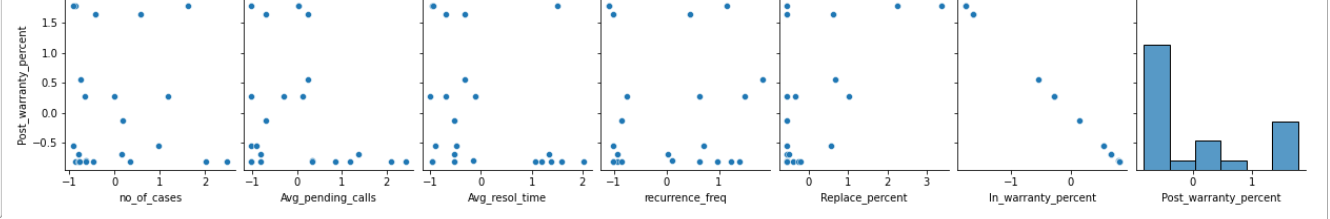 Post_warranty_percent
1.5
1.0
0.5
0.0
−0.5
−1 0 1 2
−1 0 1 2
−1 0 1 2
−1 0 1
0 1 2 3
−1 0
0 1
no_of_cases
Avg_pending_calls
Avg_resol_time
recurrence_freq
Replace_percent
In_warranty_percent
Post_warranty_percent